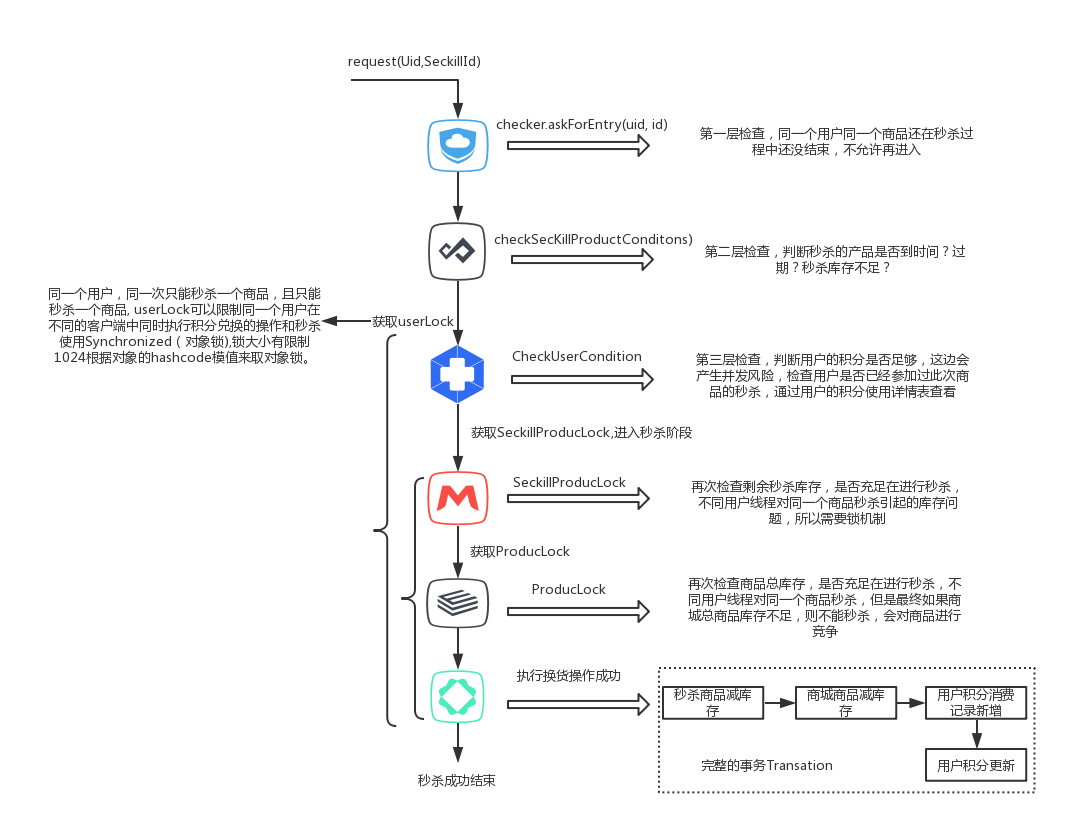 request(Uid,SeckillId)
checker.askForEntry(uid, id)
第一层检查，同一个用户同一个商品还在秒杀过
程中还没结束，不允许再进入
checkSecKillProductConditons)
第二层检查，判断秒杀的产品是否到时间？过
期？秒杀库存不足？
同一个用户，同一次只能秒杀一个商品，且只能
秒杀一个商品, userLock可以限制同一个用户在
不同的客户端中同时执行积分兑换的操作和秒杀
使用Synchronized（对象锁),锁大小有限制
1024根据对象的hashcode模值来取对象锁。
获取userLock
CheckUserCondition
第三层检查，判断用户的积分是否足够，这边会
产生并发风险，检查用户是否已经参加过此次商
品的秒杀，通过用户的积分使用详情表查看
获取SeckillProducLock,进入秒杀阶段
SeckillProducLock
再次检查剩余秒杀库存，是否充足在进行秒杀，
不同用户线程对同一个商品秒杀引起的库存问
题，所以需要锁机制
获取ProducLock
ProducLock
再次检查商品总库存，是否充足在进行秒杀，不
同用户线程对同一个商品秒杀，但是最终如果商
城总商品库存不足，则不能秒杀，会对商品进行
竞争
执行换货操作成功
秒杀商品减库
存
商城商品减库
存
用户积分消费
记录新增
用户积分更新
完整的事务Transation
秒杀成功结束